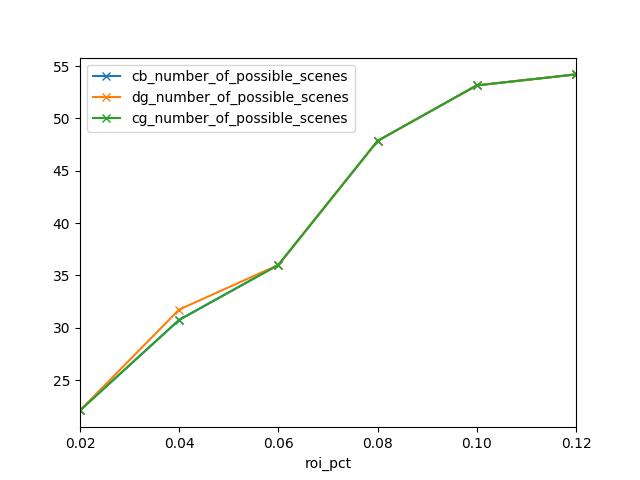 cb_number_of_possible_scenes
dg_number_of_possible_scenes
cg_number_of_possible_scenes
55
50
45
40
35
30
25
0.02 0.04 0.06 0.08 0.10 0.12
roi_pct